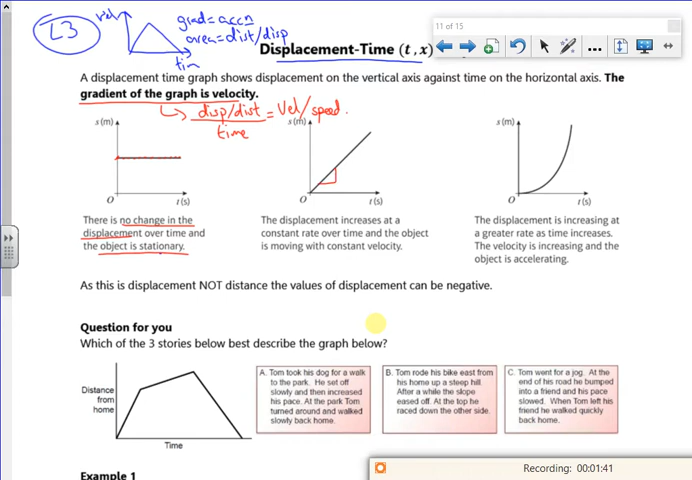 L3
vel
tim
grad = accn
area = dist/disp
11 of 15
Displacement-Time (t, x)
A displacement time graph shows displacement on the vertical axis against time on the horizontal axis. The
gradient of the graph is velocity.
disp/dist = Vel/speed.
time
s (m)
O
t (s)
s (m)
O
t (s)
s (m)
O
t (s)
There is no change in the
displacement over time and
the object is stationary.
The displacement increases at a
constant rate over time and the object
is moving with constant velocity.
The displacement is increasing at
a greater rate as time increases.
The velocity is increasing and the
object is accelerating.
As this is displacement NOT distance the values of displacement can be negative.
Question for you
Which of the 3 stories below best describe the graph below?
Distance
from
home
Time
A. Tom took his dog for a walk
to the park. He set off
slowly and then increased
his pace. At the park Tom
turned around and walked
slowly back home.
B. Tom rode his bike east from
his home up a steep hill.
After a while the slope
eased off. At the top he
raced down the other side.
C. Tom went for a jog. At the
end of his road he bumped
into a friend and his pace
slowed. When Tom left his
friend he walked quickly
back home.
Example 1
Recording: 00:01:41